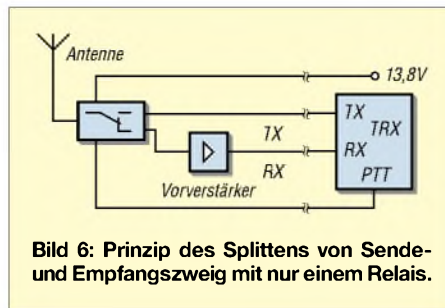 Antenne
13,8V
TX
TRX
TX
RX
RX
PTT
Vorverstärker
Bild 6: Prinzip des Splittens von Sende-
und Empfangszweig mit nur einem Relais.